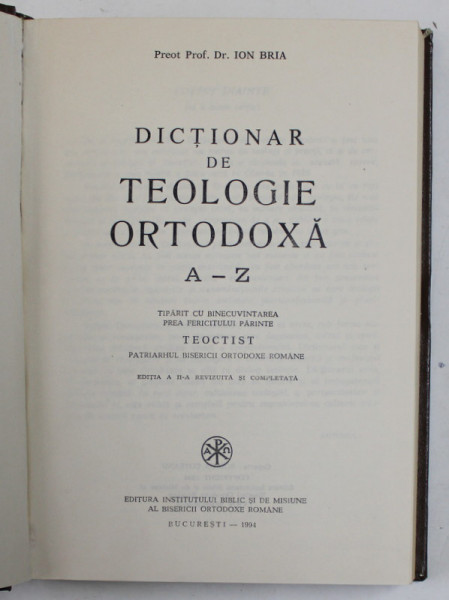 Preot Prof. Dr. ION BRIA
DICȚIONAR
DE
TEOLOGIE
ORTODOXĂ
A – Z
TIPĂRIT CU BINECUVÎNTAREA
PREA FERICITULUI PĂRINTE
TEOCTIST
PATRIARHUL BISERICII ORTODOXE ROMÂNE
EDIȚIA A II-A REVIZUITĂ ȘI COMPLETATĂ
Α Ω
EDITURA INSTITUTULUI BIBLIC ȘI DE MISIUNE
AL BISERICII ORTODOXE ROMÂNE
BUCUREȘTI — 1994